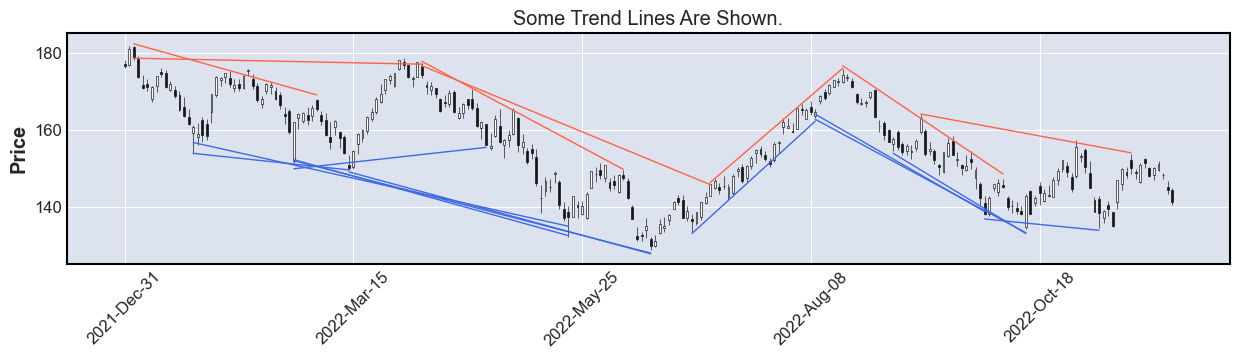 Some Trend Lines Are Shown.
Price
180
160
140
2021-Dec-31
2022-Mar-15
2022-May-25
2022-Aug-08
2022-Oct-18